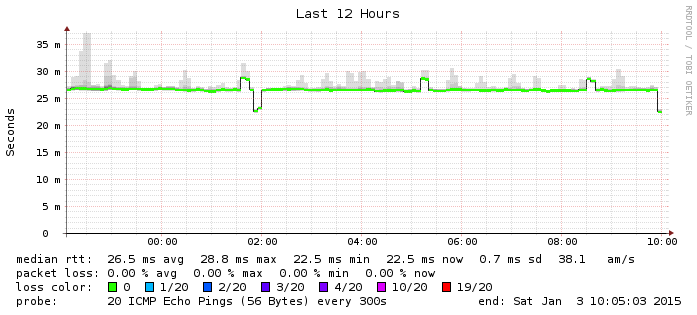 Last 12 Hours
RRDTOOL / TOBI OETIKER
Seconds
35 m
30 m
25 m
20 m
15 m
10 m
5 m
0
00:00 02:00 04:00 06:00 08:00 10:00
median rtt: 26.5 ms avg 28.8 ms max 22.5 ms min 22.5 ms now 0.7 ms sd 38.1 am/s
packet loss: 0.00 % avg 0.00 % max 0.00 % min 0.00 % now
loss color: 0 1/20 2/20 3/20 4/20 10/20 19/20
probe: 20 ICMP Echo Pings (56 Bytes) every 300s end: Sat Jan 3 10:05:03 2015